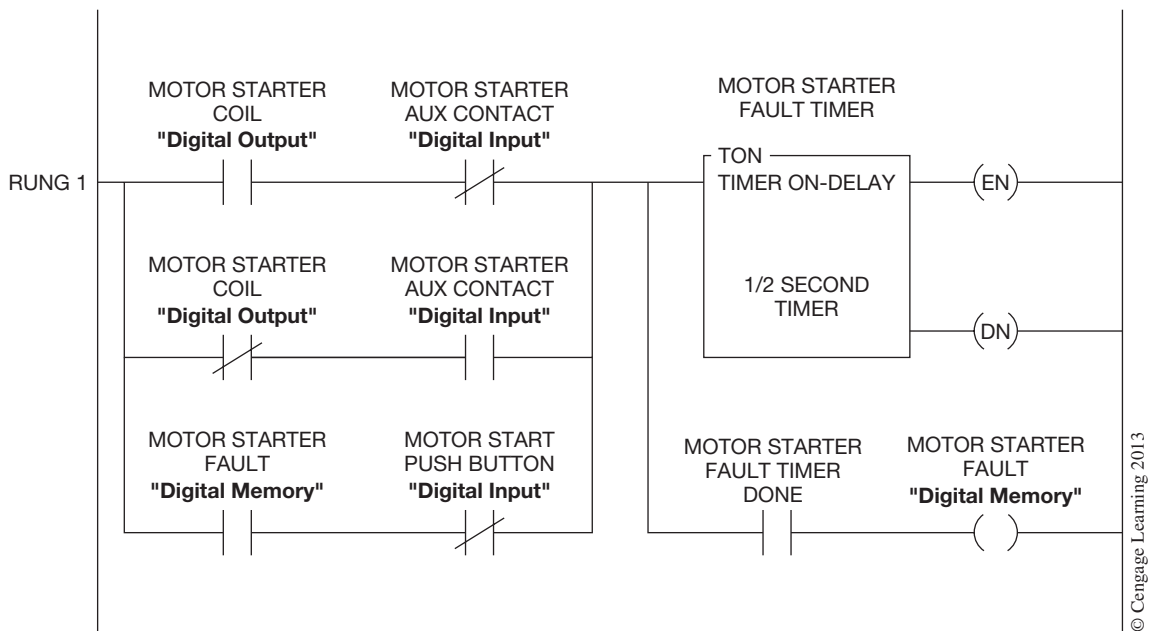 MOTOR STARTER
COIL
"Digital Output"
MOTOR STARTER
AUX CONTACT
"Digital Input"
MOTOR STARTER
FAULT TIMER
RUNG 1
TON
TIMER ON-DELAY
EN
1/2 SECOND
TIMER
DN
MOTOR STARTER
COIL
"Digital Output"
MOTOR STARTER
AUX CONTACT
"Digital Input"
MOTOR STARTER
FAULT
"Digital Memory"
MOTOR START
PUSH BUTTON
"Digital Input"
MOTOR STARTER
FAULT TIMER
DONE
MOTOR STARTER
FAULT
"Digital Memory"
© Cengage Learning 2013